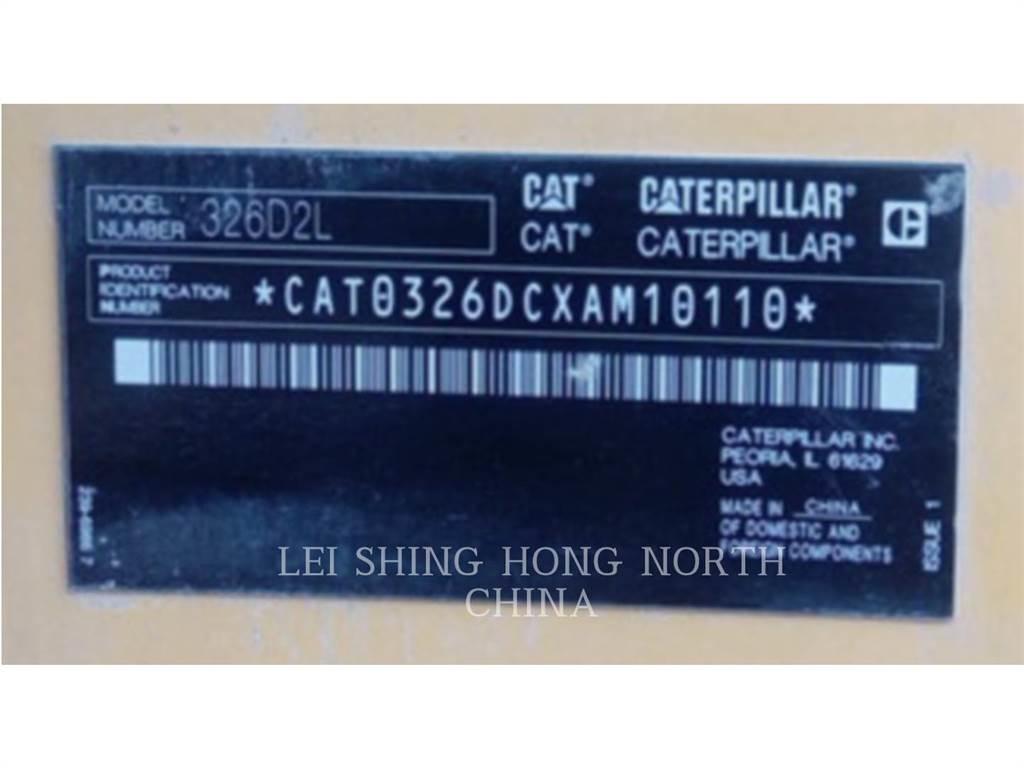 MODEL
NUMBER 326D2L
CAT® CATERPILLAR®
CAT® CATERPILLAR®
PRODUCT
IDENTIFICATION
NUMBER
*CAT0326DCXAM10110*
CATERPILLAR INC.
PEORIA, IL 61629
USA
MADE IN CHINA
OF DOMESTIC AND
FOREIGN COMPONENTS
ISSUE 1
LEI SHING HONG NORTH
CHINA